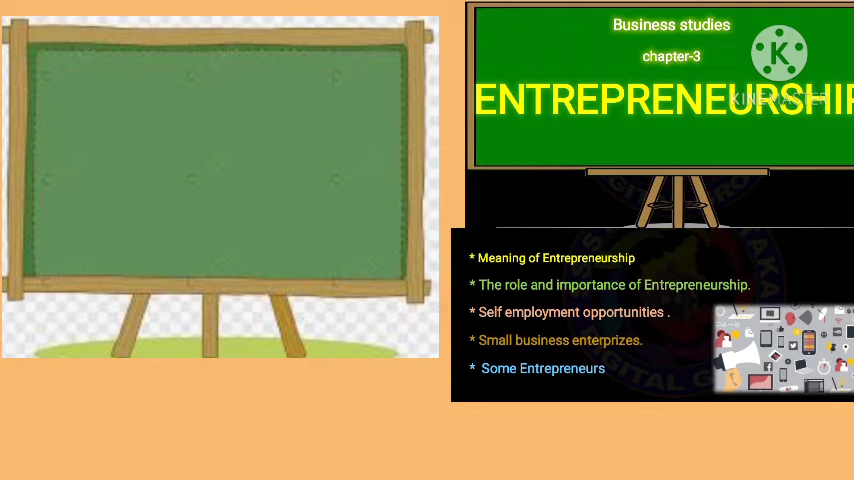 Business studies
chapter-3
ENTREPRENEURSHIP
KINEMASTER
* Meaning of Entrepreneurship
* The role and importance of Entrepreneurship.
* Self employment opportunities .
* Small business enterprizes.
* Some Entrepreneurs